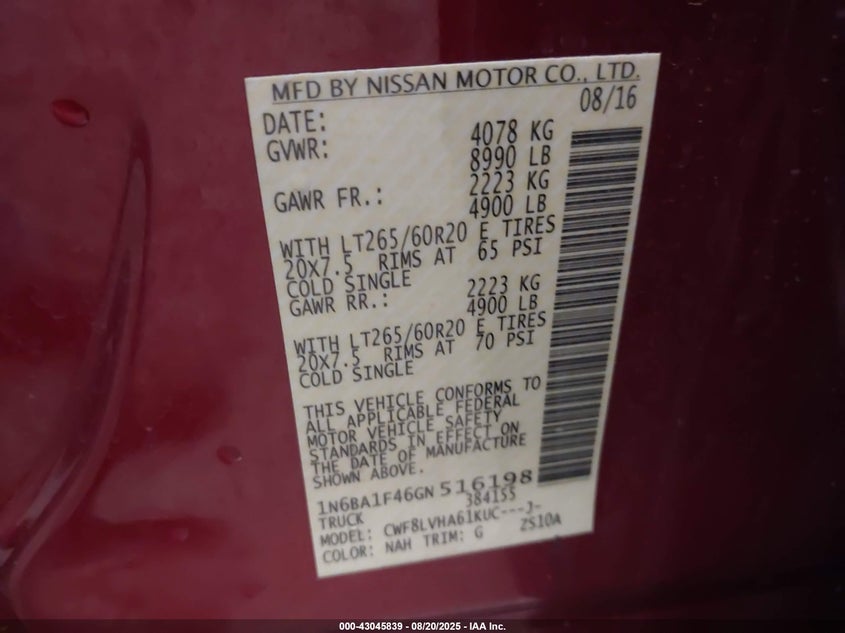 MFD BY NISSAN MOTOR CO., LTD.
DATE: 08/16
GVWR: 4078 KG
8990 LB
GAWR FR.: 2223 KG
4900 LB
WITH LT265/60R20 E TIRES
20X7.5 RIMS AT 65 PSI
COLD SINGLE
GAWR RR.: 2223 KG
4900 LB
WITH LT265/60R20 E TIRES
20X7.5 RIMS AT 70 PSI
COLD SINGLE
THIS VEHICLE CONFORMS TO
ALL APPLICABLE FEDERAL
MOTOR VEHICLE SAFETY
STANDARDS IN EFFECT ON
THE DATE OF MANUFACTURE
SHOWN ABOVE.
1N6BA1F46GN516198
TRUCK 384155
MODEL: CWF8LVHA61KUC---J-
COLOR: NAH TRIM: G ZS10A
000-43045839 - 08/20/2025 - IAA Inc.